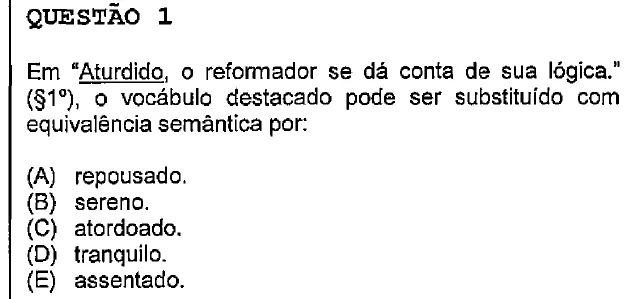 QUESTÃO 1
Em "Aturdido, o reformador se dá conta de sua lógica."
(§1º), o vocábulo destacado pode ser substituído com
equivalência semântica por:
(A) repousado.
(B) sereno.
(C) atordoado.
(D) tranquilo.
(E) assentado.